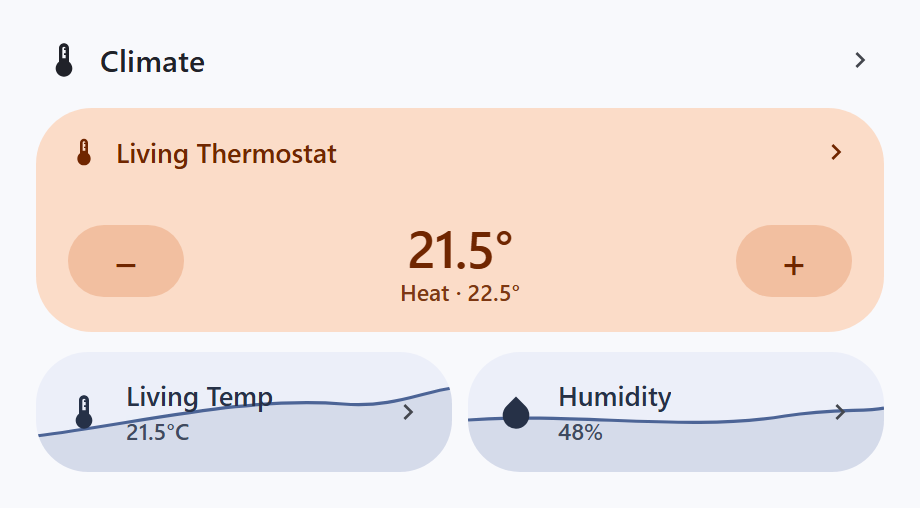 Climate
Living Thermostat
−
21.5°
+
Heat · 22.5°
Living Temp
21.5°C
Humidity
48%